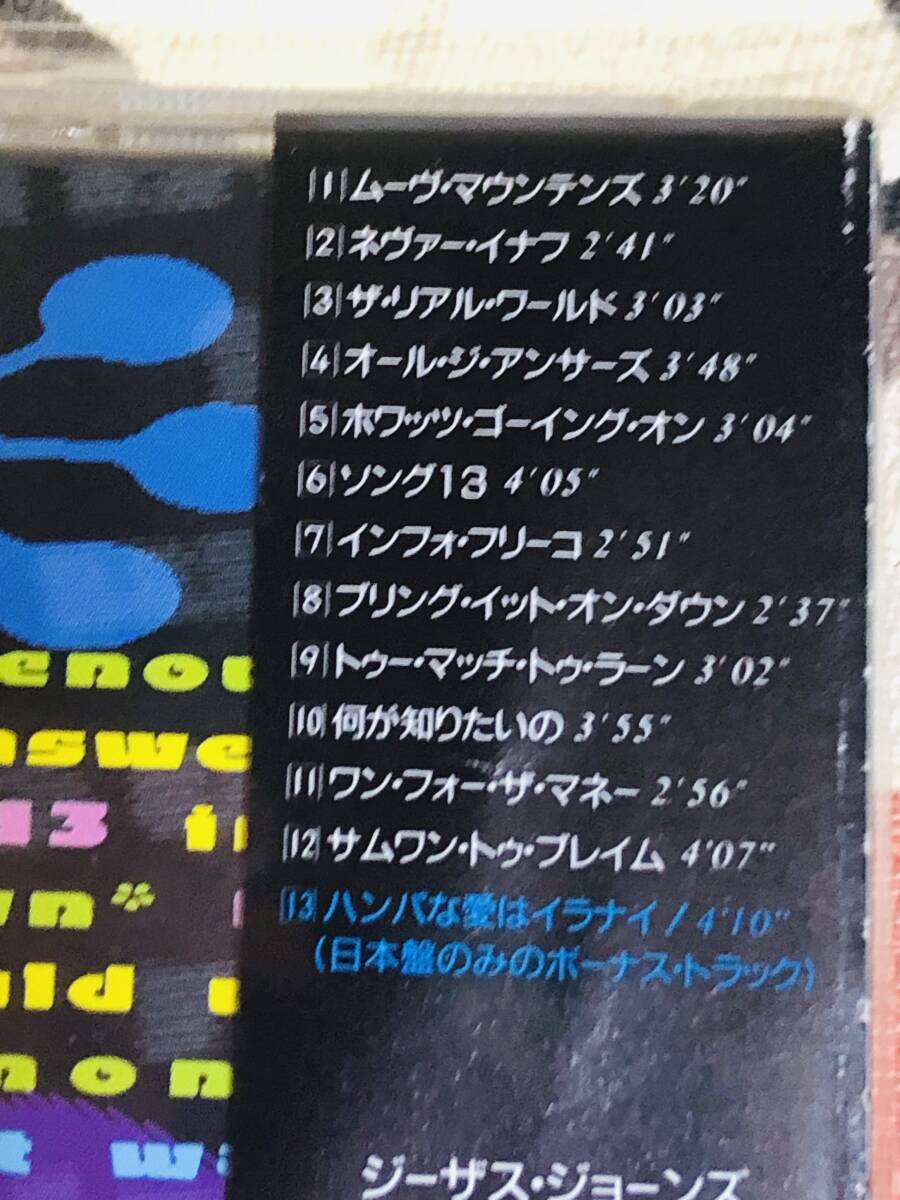 [1]ムーヴ・マウンテンズ 3'20"
[2]ネヴァー・イナフ 2'41"
[3]ザ・リアル・ワールド 3'03"
[4]オール・ジ・アンサーズ 3'48"
[5]ホワッツ・ゴーイング・オン 3'04"
[6]ソング13 4'05"
[7]インフォ・フリーコ 2'51"
[8]ブリング・イット・オン・ダウン 2'37"
[9]トゥー・マッチ・トゥ・ラーン 3'02"
[10]何が知りたいの 3'55"
[11]ワン・フォー・ザ・マネー 2'56"
[12]サムワン・トゥ・ブレイム 4'07"
[13]ハンパな愛はイラナイ/4'10"
(日本盤のみのボーナス・トラック)
ジーザス・ジョーンズ
enou
nswe
13 i
wn*
uld
mon
t w